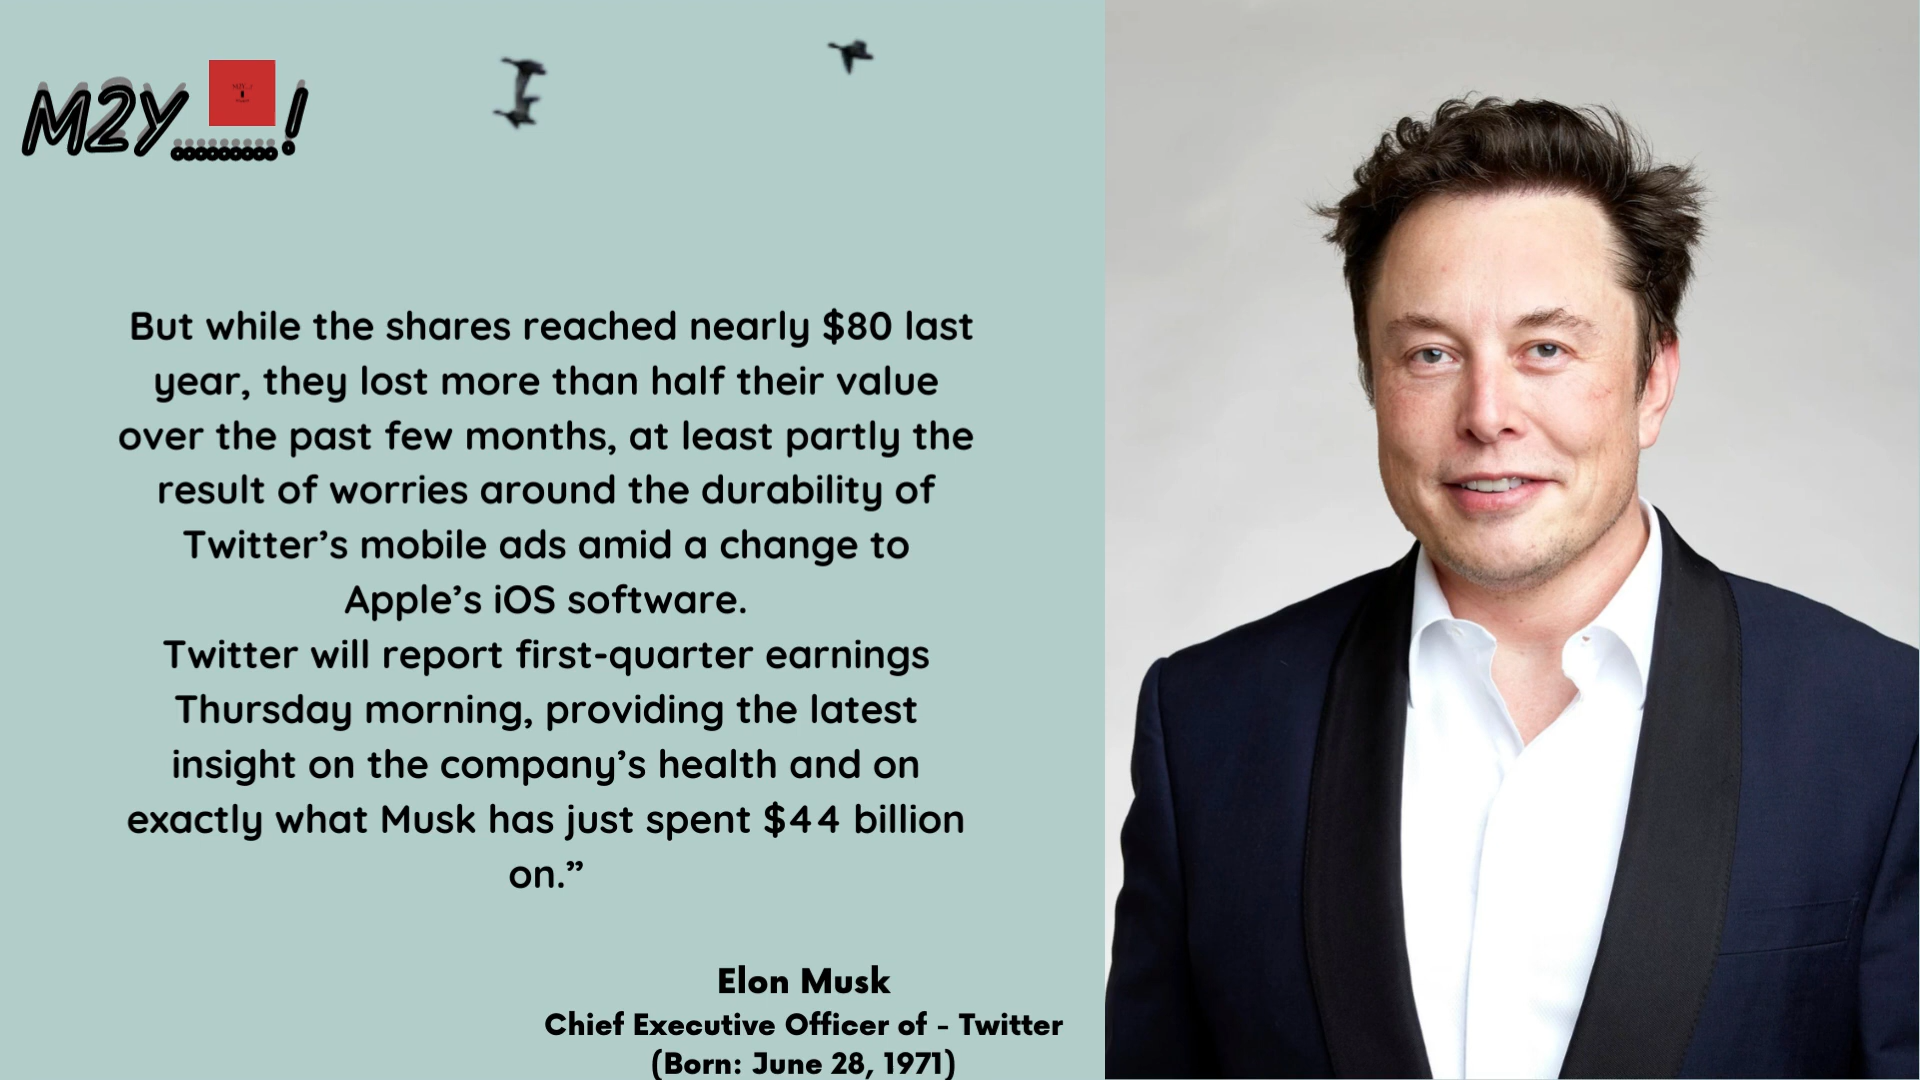 M2Y.........!
But while the shares reached nearly $80 last
year, they lost more than half their value
over the past few months, at least partly the
result of worries around the durability of
Twitter’s mobile ads amid a change to
Apple’s iOS software.
Twitter will report first-quarter earnings
Thursday morning, providing the latest
insight on the company’s health and on
exactly what Musk has just spent $44 billion
on.”
Elon Musk
Chief Executive Officer of - Twitter
(Born: June 28, 1971)